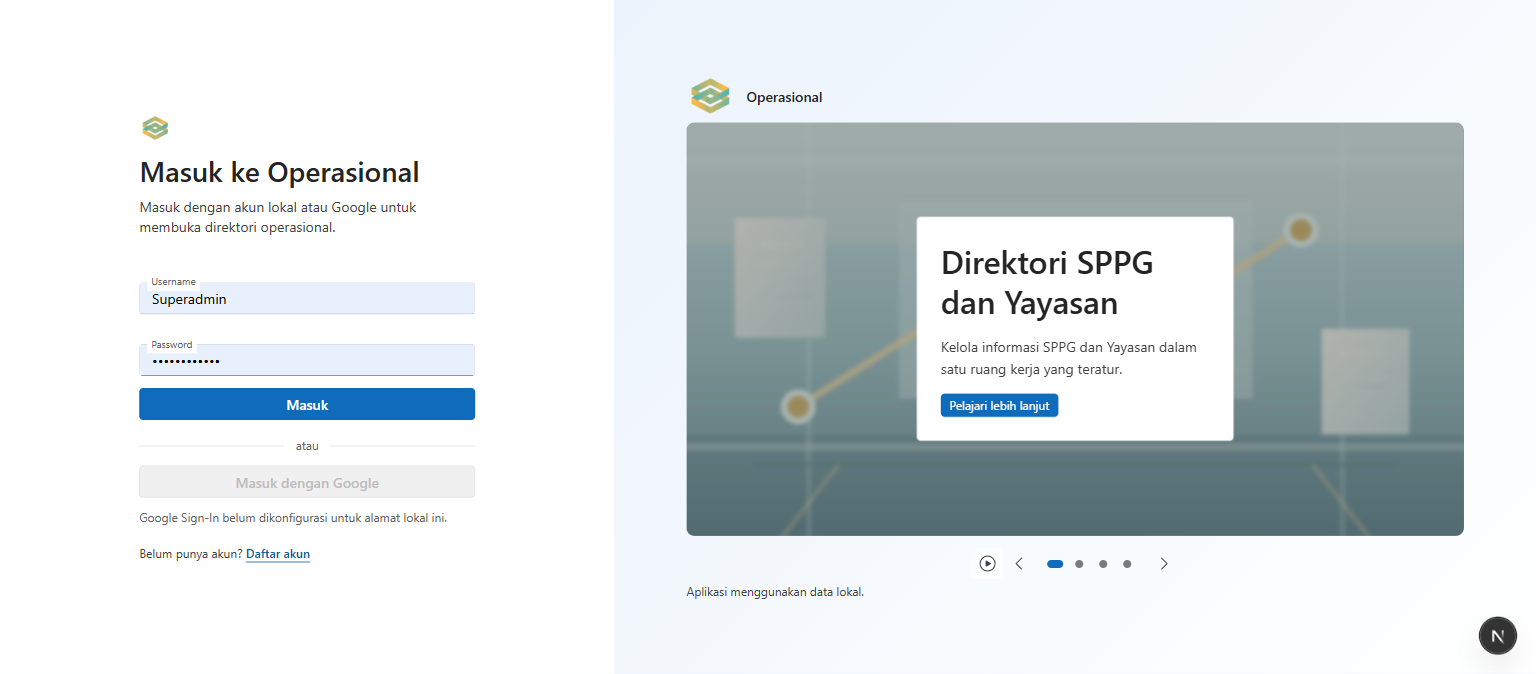 Masuk ke Operasional
Masuk dengan akun lokal atau Google untuk
membuka direktori operasional.
Username
Superadmin
Password
••••••••••••
Masuk
atau
Masuk dengan Google
Google Sign-In belum dikonfigurasi untuk alamat lokal ini.
Belum punya akun? Daftar akun
Operasional
Direktori SPPG
dan Yayasan
Kelola informasi SPPG dan Yayasan dalam
satu ruang kerja yang teratur.
Pelajari lebih lanjut
Aplikasi menggunakan data lokal.
N